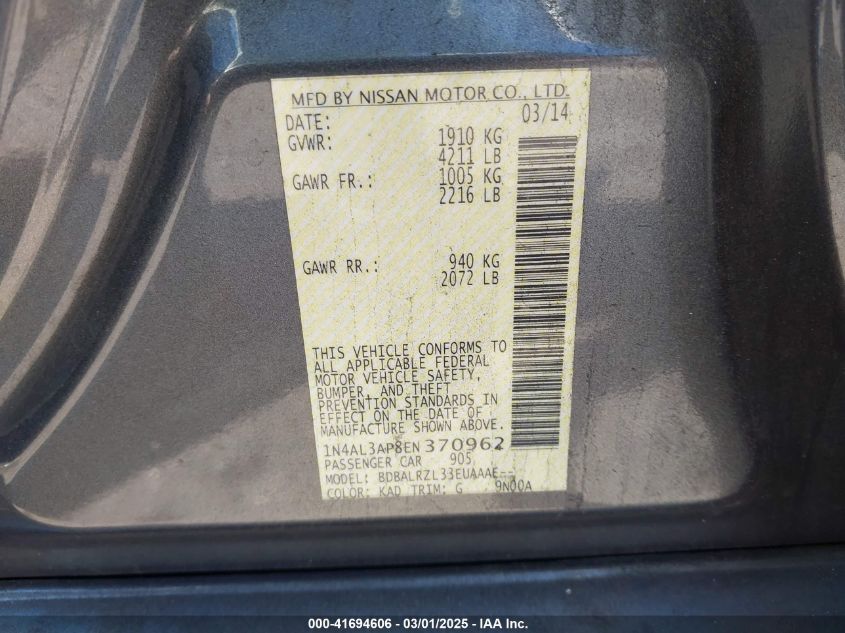 MFD BY NISSAN MOTOR CO., LTD.
DATE: 03/14
GVWR: 1910 KG
4211 LB
GAWR FR.: 1005 KG
2216 LB
GAWR RR.: 940 KG
2072 LB
THIS VEHICLE CONFORMS TO
ALL APPLICABLE FEDERAL
MOTOR VEHICLE SAFETY,
BUMPER, AND THEFT
PREVENTION STANDARDS IN
EFFECT ON THE DATE OF
MANUFACTURE SHOWN ABOVE.
1N4AL3AP8EN370962
PASSENGER CAR 905
MODEL: BDBALRZL33EUAAAE--
COLOR: KAD TRIM: G 9N00A
000-41694606 - 03/01/2025 - IAA Inc.